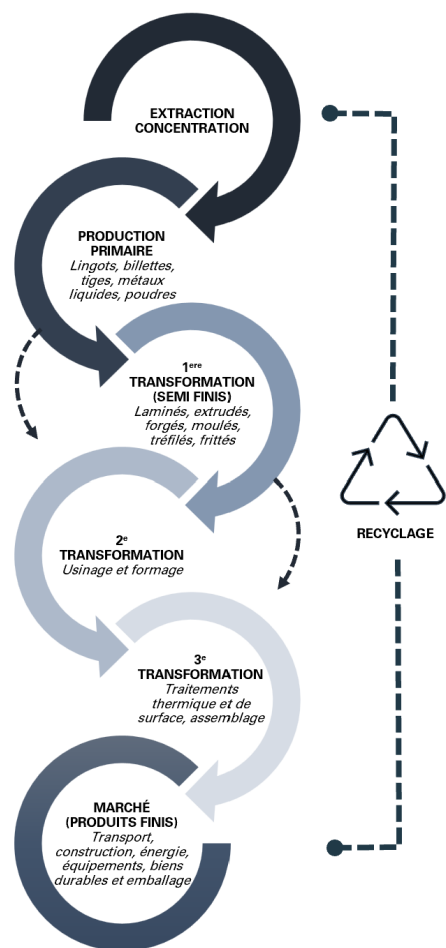 EXTRACTION
CONCENTRATION
PRODUCTION
PRIMAIRE
Lingots, billettes,
tiges, métaux
liquides, poudres
1ere
TRANSFORMATION
(SEMI FINIS)
Laminés, extrudés,
forgés, moulés,
tréfilés, frittés
RECYCLAGE
2e
TRANSFORMATION
Usinage et formage
3e
TRANSFORMATION
Traitements
thermique et de
surface, assemblage
MARCHÉ
(PRODUITS FINIS)
Transport,
construction, énergie,
équipements, biens
durables et emballage